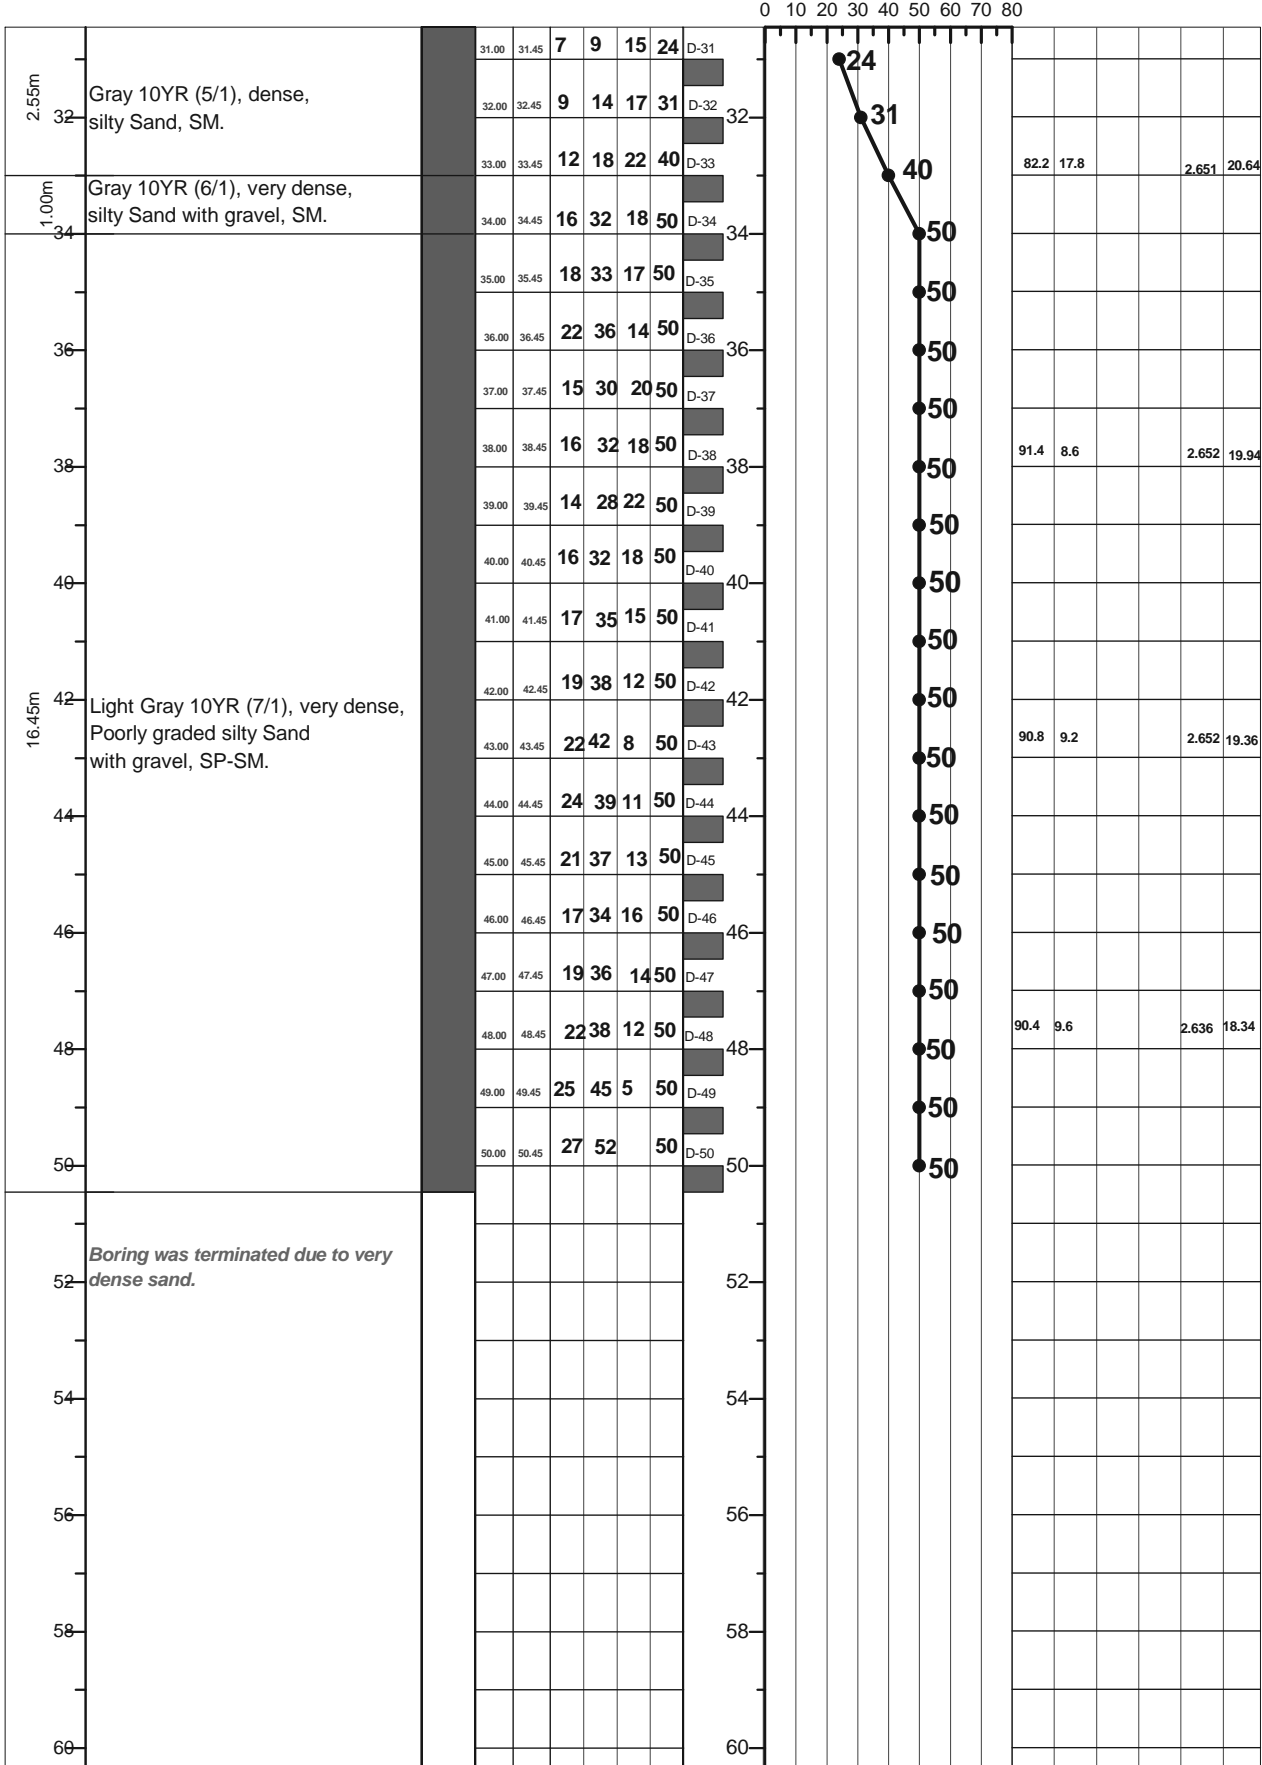 0 10 20 30 40 50 60 70 80
31.00 31.45 7 9 15 24 D-31
24
2.55m
Gray 10YR (5/1), dense,
silty Sand, SM.
32 32.00 32.45 9 14 17 31 D-32 32 31
33.00 33.45 12 18 22 40 D-33 40 82.2 17.8 2.651 20.64
1.00m
Gray 10YR (6/1), very dense,
silty Sand with gravel, SM.
34.00 34.45 16 32 18 50 D-34
34 34 50
35.00 35.45 18 33 17 50 D-35 50
36.00 36.45 22 36 14 50 D-36
36 36 50
37.00 37.45 15 30 20 50 D-37 50
38.00 38.45 16 32 18 50 D-38 91.4 8.6 2.652 19.94
38 38 50
39.00 39.45 14 28 22 50 D-39 50
40.00 40.45 16 32 18 50 D-40
40 40 50
41.00 41.45 17 35 15 50 D-41 50
42.00 42.45 19 38 12 50 D-42
42 42 50
16.45m
Light Gray 10YR (7/1), very dense,
Poorly graded silty Sand
with gravel, SP-SM.
43.00 43.45 22 42 8 50 D-43 50 90.8 9.2 2.652 19.36
44.00 44.45 24 39 11 50 D-44
44 44 50
45.00 45.45 21 37 13 50 D-45 50
46.00 46.45 17 34 16 50 D-46
46 46 50
47.00 47.45 19 36 14 50 D-47 50
48.00 48.45 22 38 12 50 D-48 90.4 9.6 2.636 18.34
48 48 50
49.00 49.45 25 45 5 50 D-49 50
50.00 50.45 27 52 50 D-50
50 50 50
Boring was terminated due to very
dense sand.
52 52
54 54
56 56
58 58
60 60